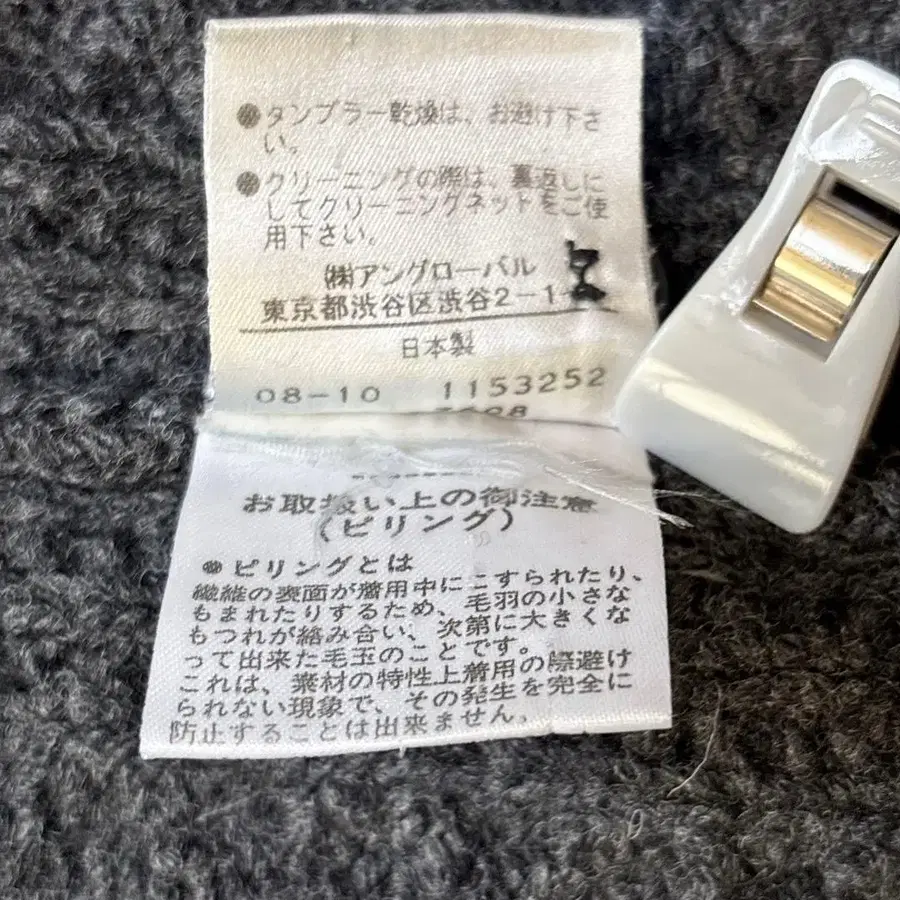 ●タンブラー乾燥は、お避け下さ
い。
●クリーニングの際は、裏返しに
してクリーニングネットをご使
用下さい。
㈱アングローバル
東京都渋谷区渋谷2-1
日本製
08-10 1153252
お取扱い上の御注意
(ピリング)
●ピリングとは
繊維の表面が着用中にこすられたり、
もまれたりするため、毛羽の小さな
もつれが絡み合い、次第に大きくな
って出来た毛玉のことです。
これは、素材の特性上着用の際避け
られない現象で、その発生を完全に
防止することは出来ません。